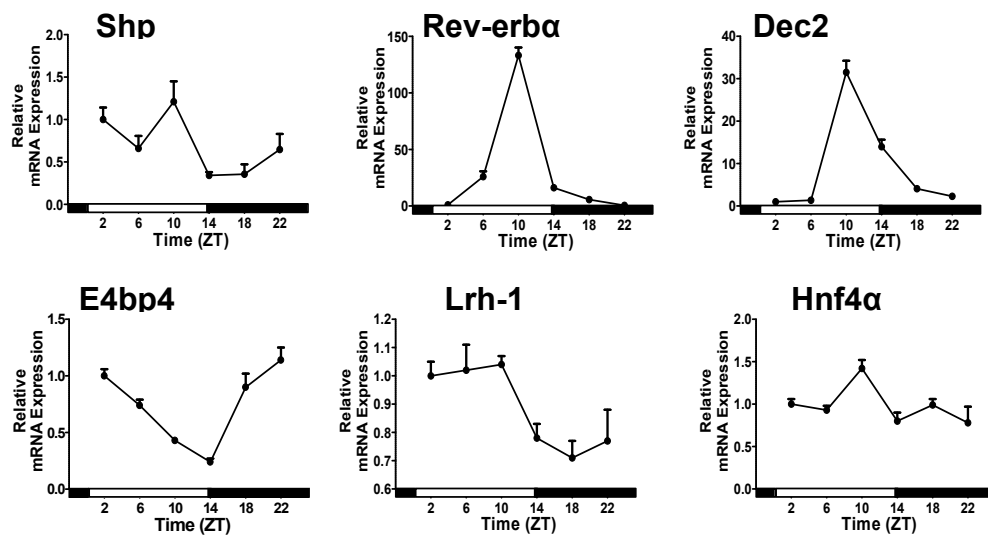 Shp
Relative
mRNA Expression
2.0
1.5
1.0
0.5
0.0
2 6 10 14 18 22
Time (ZT)
Rev-erbα
Relative
mRNA Expression
150
100
50
0
2 6 10 14 18 22
Time (ZT)
Dec2
Relative
mRNA Expression
40
30
20
10
0
2 6 10 14 18 22
Time (ZT)
E4bp4
Relative
mRNA Expression
1.5
1.0
0.5
0.0
2 6 10 14 18 22
Time (ZT)
Lrh-1
Relative
mRNA Expression
1.2
1.1
1.0
0.9
0.8
0.7
0.6
2 6 10 14 18 22
Time (ZT)
Hnf4α
Relative
mRNA Expression
2.0
1.5
1.0
0.5
0.0
2 6 10 14 18 22
Time (ZT)